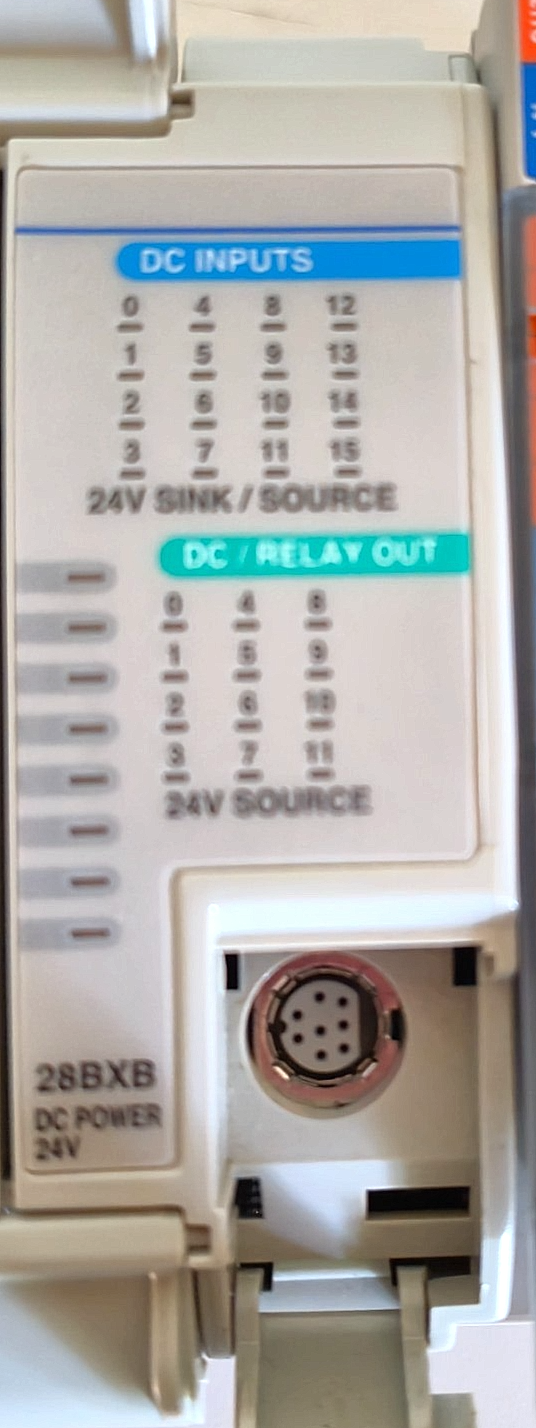 DC INPUTS
0 4 8 12
1 5 9 13
2 6 10 14
3 7 11 15
24V SINK / SOURCE
DC / RELAY OUT
0 4 8
1 5 9
2 6 10
3 7 11
24V SOURCE
28BXB
DC POWER
24V